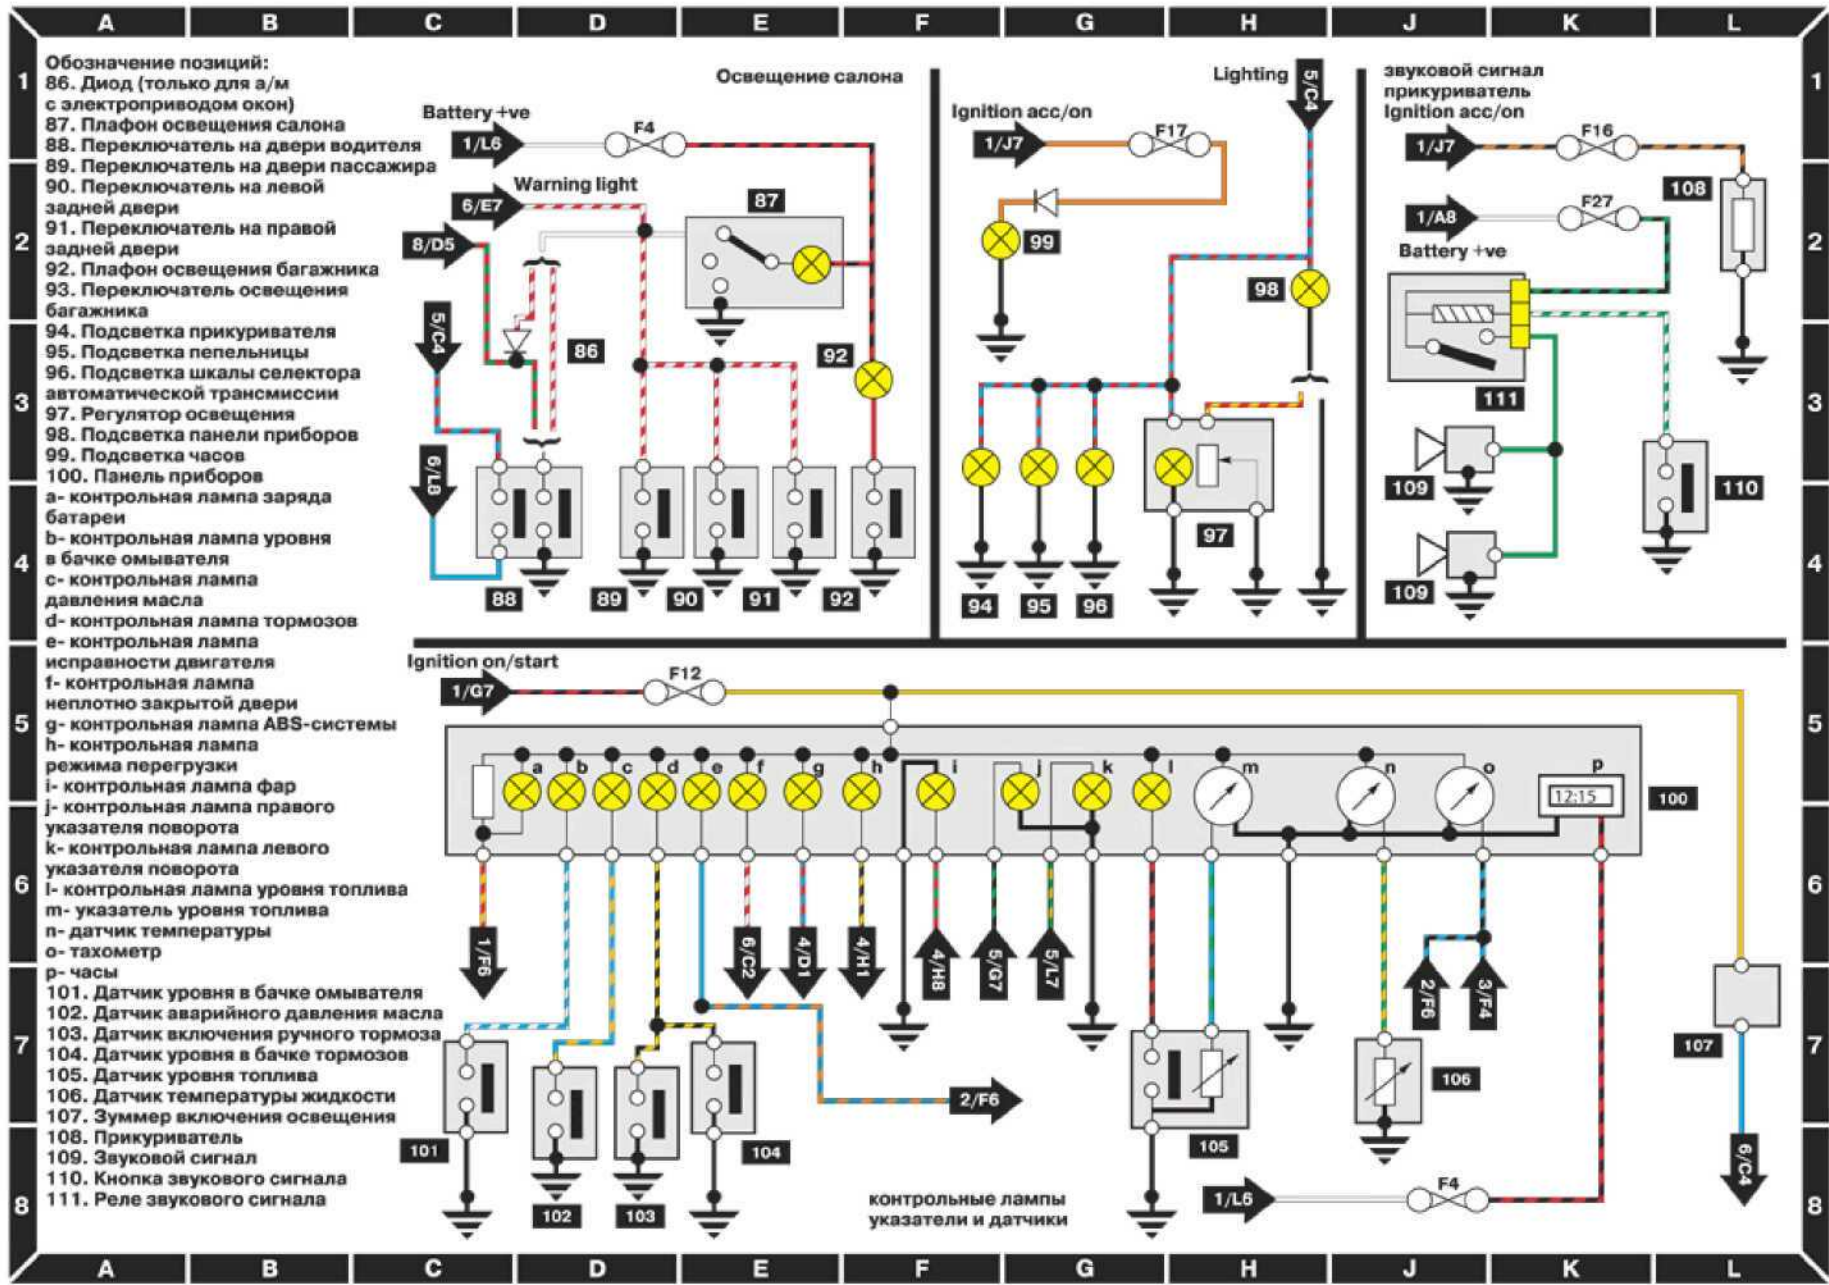 A B C D E F G H J K L
1 1
2 2
3 3
4 4
5 5
6 6
7 7
8 8
Обозначение позиций:
86. Диод (только для а/м
с электроприводом окон)
87. Плафон освещения салона
88. Переключатель на двери водителя
89. Переключатель на двери пассажира
90. Переключатель на левой
задней двери
91. Переключатель на правой
задней двери
92. Плафон освещения багажника
93. Переключатель освещения
багажника
94. Подсветка прикуривателя
95. Подсветка пепельницы
96. Подсветка шкалы селектора
автоматической трансмиссии
97. Регулятор освещения
98. Подсветка панели приборов
99. Подсветка часов
100. Панель приборов
a- контрольная лампа заряда
батареи
b- контрольная лампа уровня
в бачке омывателя
c- контрольная лампа
давления масла
d- контрольная лампа тормозов
e- контрольная лампа
исправности двигателя
f- контрольная лампа
неплотно закрытой двери
g- контрольная лампа ABS-системы
h- контрольная лампа
режима перегрузки
i- контрольная лампа фар
j- контрольная лампа правого
указателя поворота
k- контрольная лампа левого
указателя поворота
l- контрольная лампа уровня топлива
m- указатель уровня топлива
n- датчик температуры
o- тахометр
p- часы
101. Датчик уровня в бачке омывателя
102. Датчик аварийного давления масла
103. Датчик включения ручного тормоза
104. Датчик уровня в бачке тормозов
105. Датчик уровня топлива
106. Датчик температуры жидкости
107. Зуммер включения освещения
108. Прикуриватель
109. Звуковой сигнал
110. Кнопка звукового сигнала
111. Реле звукового сигнала
Освещение салона
Battery +ve
1/L6
F4
Warning light
6/E7
87
8/D5
5/C4
86
92
6/L8
88
89
90
91
92
Lighting
5/C4
Ignition acc/on
1/J7
F17
99
98
97
94
95
96
звуковой сигнал
прикуриватель
Ignition acc/on
1/J7
F16
108
1/A8
F27
Battery +ve
111
109
110
109
Ignition on/start
1/G7
F12
a b c d e f g h i j k l m n o p
12:15
100
1/F6
6/C2
4/D1
4/H1
4/H8
5/G7
5/L7
2/F6
3/F4
107
2/F6
106
101
104
105
102
103
1/L6
F4
6/C4
контрольные лампы
указатели и датчики
A B C D E F G H J K L